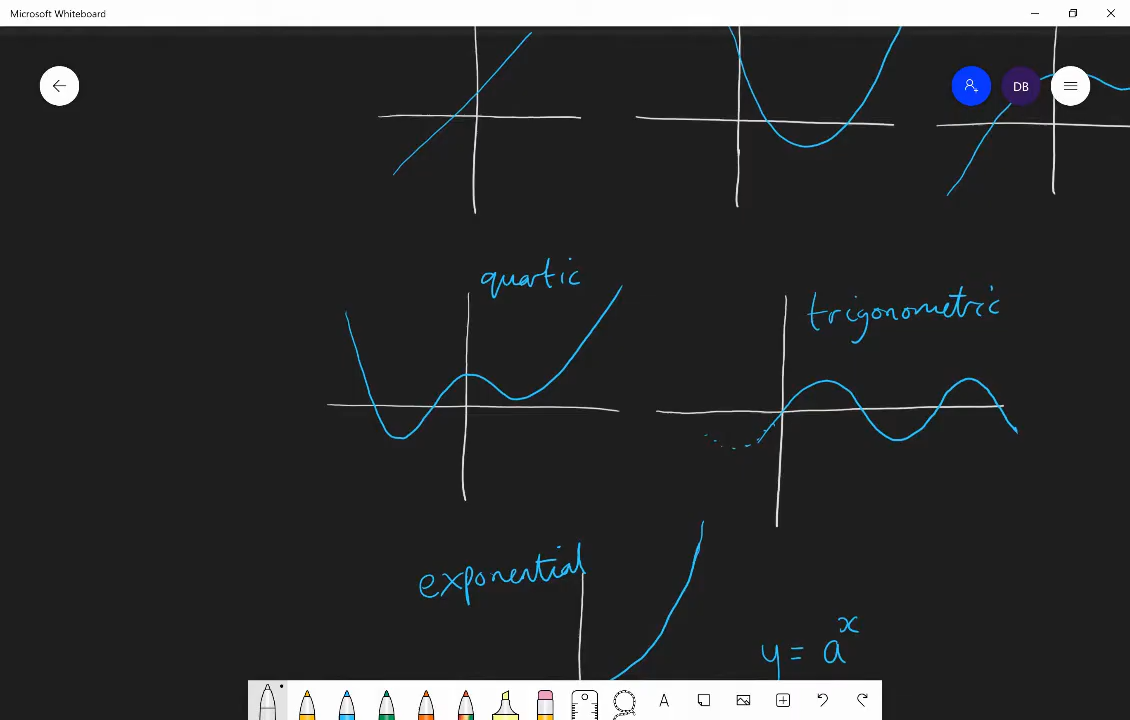 Microsoft Whiteboard
DB
quartic
trigonometric
exponential
y = a^x
A